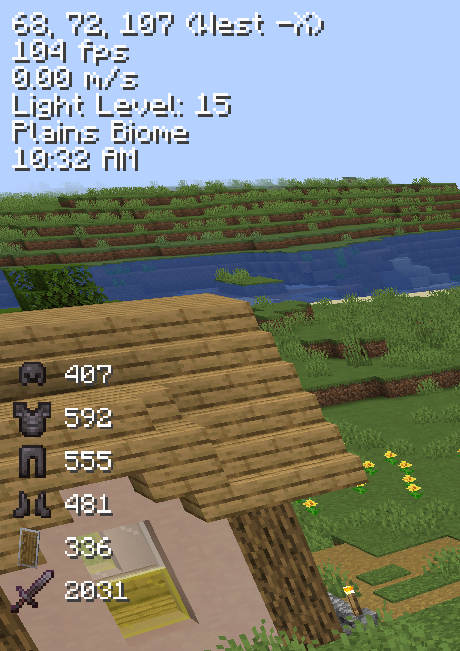 68, 72, 107 (West -X)
104 fps
0.00 m/s
Light Level: 15
Plains Biome
10:32 AM
407
592
555
481
336
2031